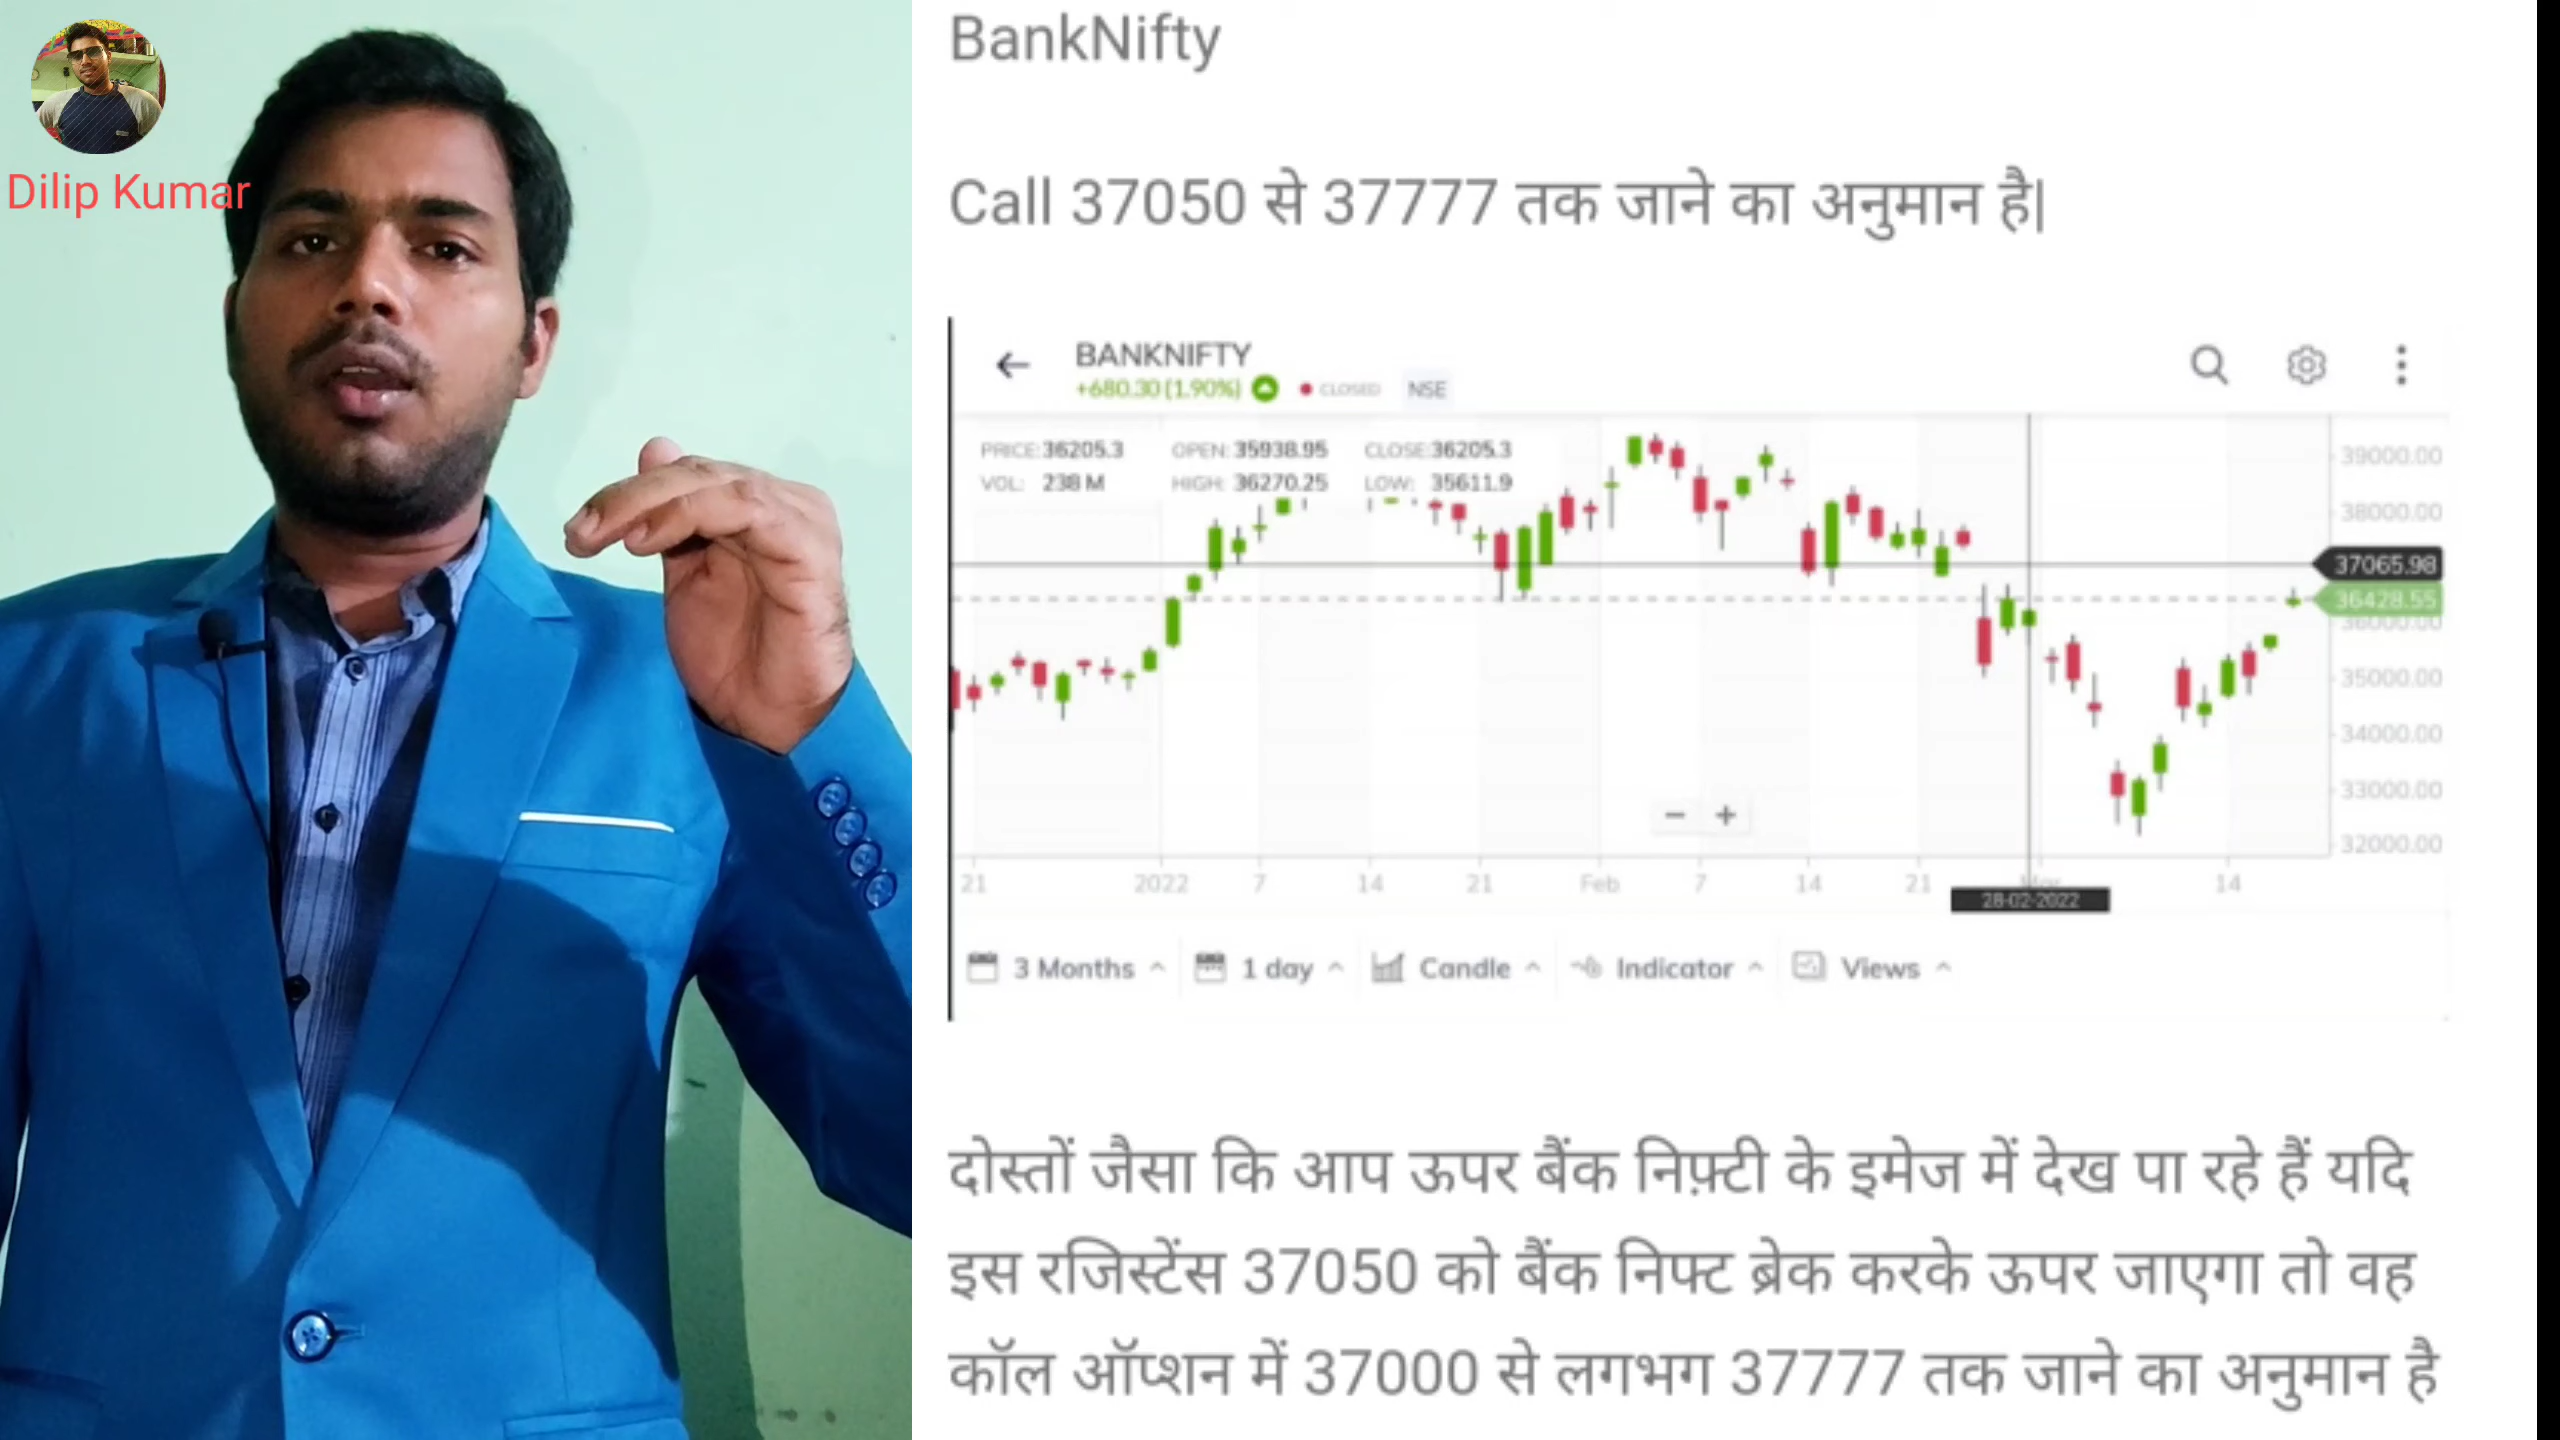 Dilip Kumar
BankNifty
Call 37050 से 37777 तक जाने का अनुमान है|
BANKNIFTY
+680.30 (1.90%) CLOSED NSE
PRICE: 36205.3 OPEN: 35938.95 CLOSE: 36205.3
VOL: 238 M HIGH: 36270.25 LOW: 35611.9
39000.00
38000.00
37065.98
36428.55
36000.00
35000.00
34000.00
33000.00
32000.00
− +
21 2022 7 14 21 Feb 7 14 21 Mar 14
28-02-2022
3 Months 1 day Candle Indicator Views
दोस्तों जैसा कि आप ऊपर बैंक निफ़्टी के इमेज में देख पा रहे हैं यदि
इस रजिस्टेंस 37050 को बैंक निफ्ट ब्रेक करके ऊपर जाएगा तो वह
कॉल ऑप्शन में 37000 से लगभग 37777 तक जाने का अनुमान है